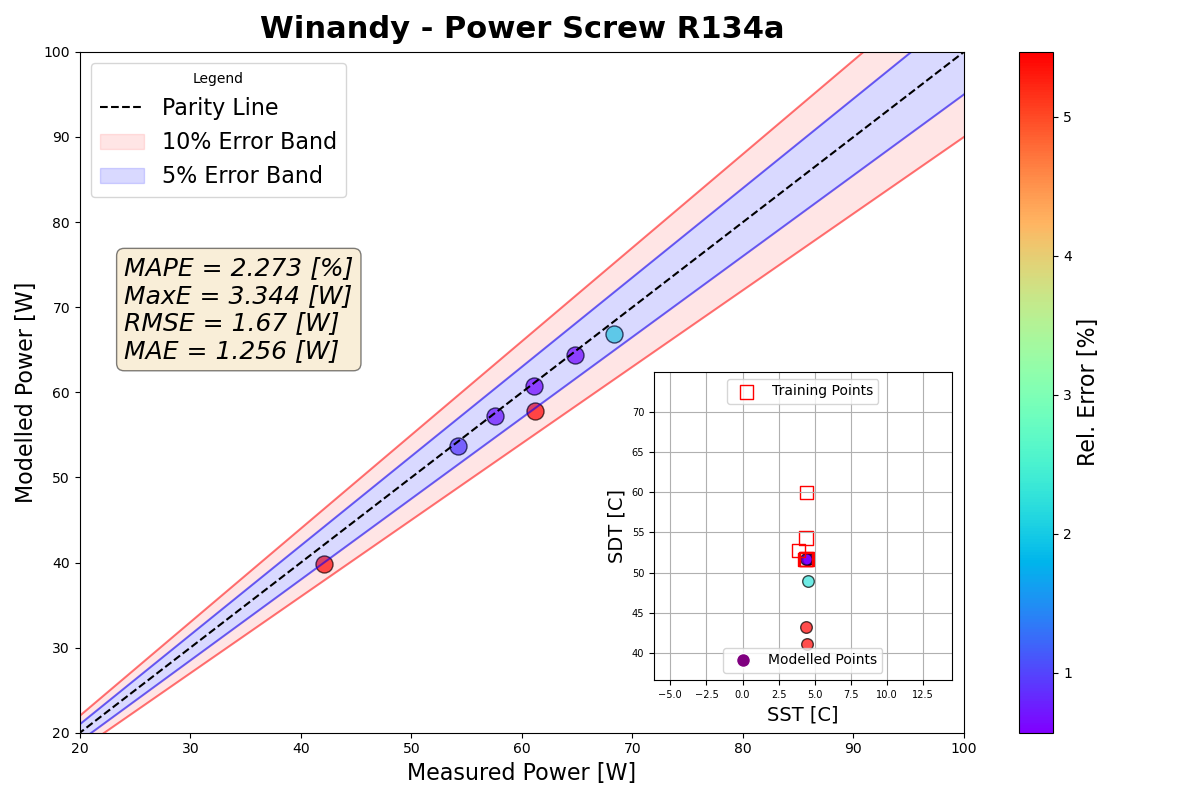 Winandy - Power Screw R134a
Legend
Parity Line
10% Error Band
5% Error Band
MAPE = 2.273 [%]
MaxE = 3.344 [W]
RMSE = 1.67 [W]
MAE = 1.256 [W]
Modelled Power [W]
100
90
80
70
60
50
40
30
20
20 30 40 50 60 70 80 90 100
Measured Power [W]
Training Points
SDT [C]
70
65
60
55
50
45
40
Modelled Points
−5.0 −2.5 0.0 2.5 5.0 7.5 10.0 12.5
SST [C]
5
4
3
2
1
Rel. Error [%]